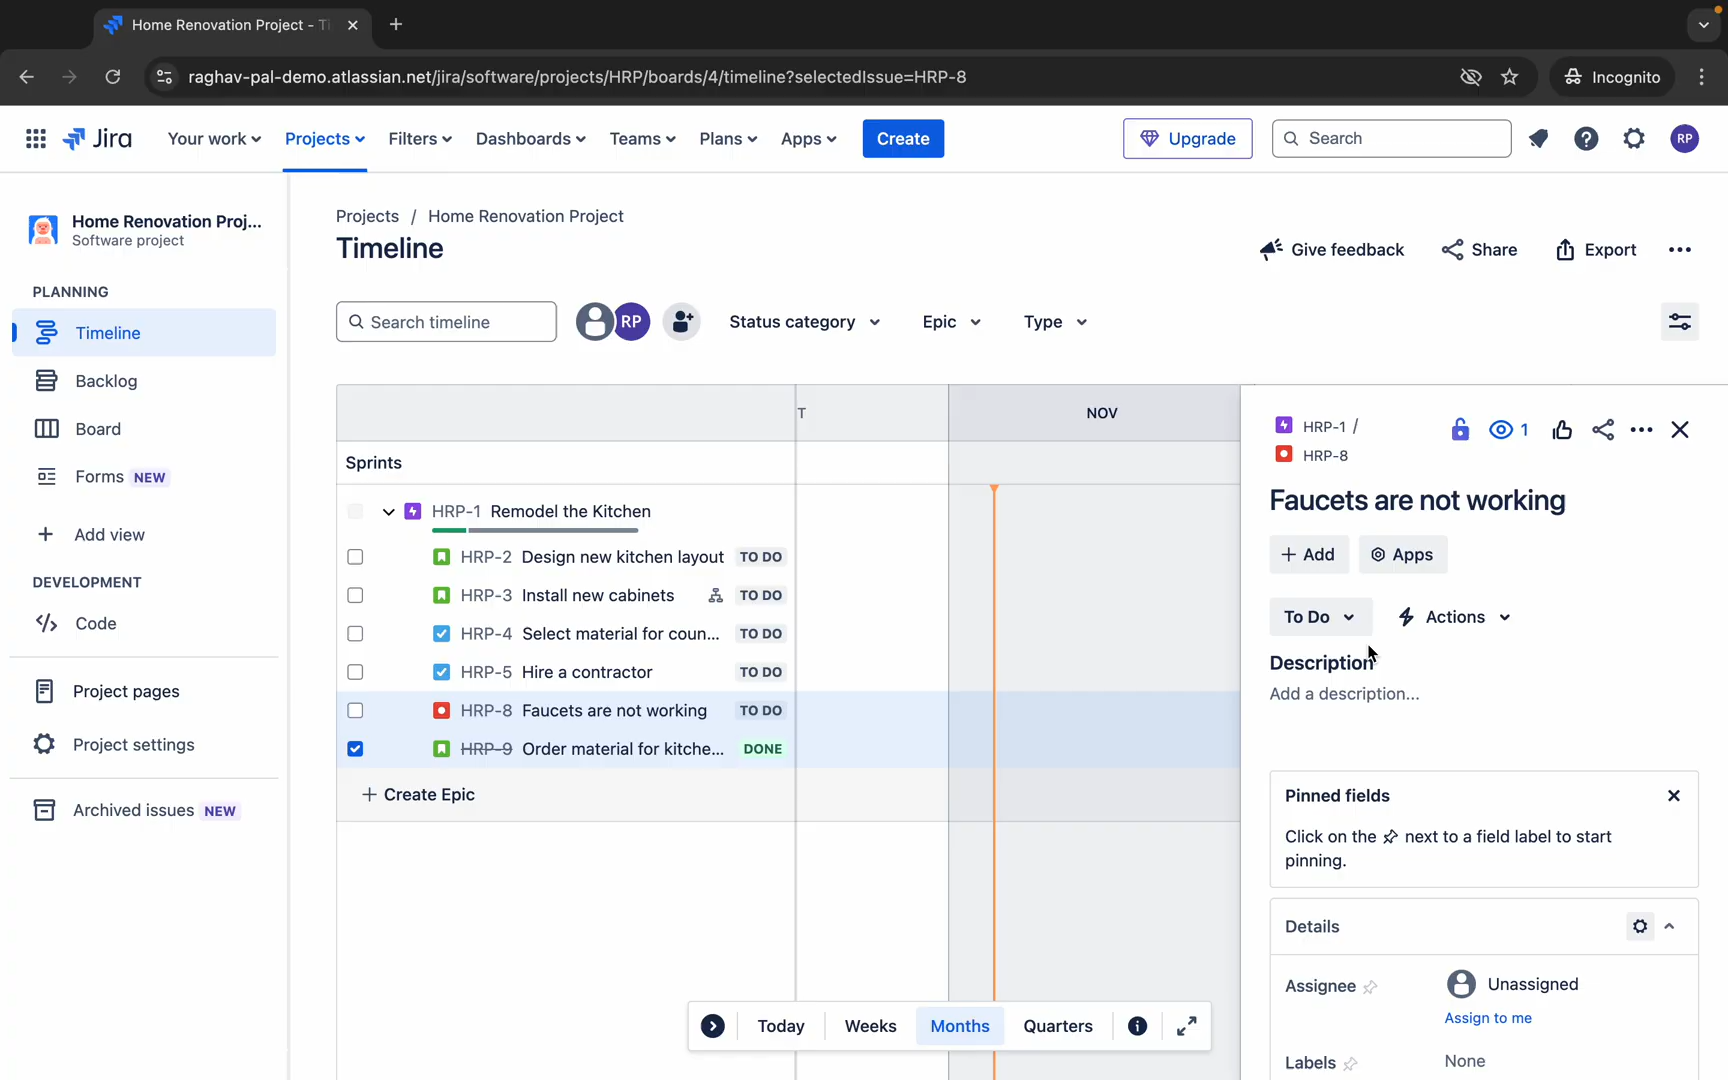 Home Renovation Project - Ti
raghav-pal-demo.atlassian.net/jira/software/projects/HRP/boards/4/timeline?selectedIssue=HRP-8
Incognito
Jira
Your work
Projects
Filters
Dashboards
Teams
Plans
Apps
Create
Upgrade
Search
RP
Home Renovation Proj...
Software project
PLANNING
Timeline
Backlog
Board
Forms NEW
Add view
DEVELOPMENT
Code
Project pages
Project settings
Archived issues NEW
Projects / Home Renovation Project
Timeline
Give feedback
Share
Export
Search timeline
RP
Status category
Epic
Type
T
NOV
Sprints
HRP-1 Remodel the Kitchen
HRP-2 Design new kitchen layout TO DO
HRP-3 Install new cabinets TO DO
HRP-4 Select material for coun... TO DO
HRP-5 Hire a contractor TO DO
HRP-8 Faucets are not working TO DO
HRP-9 Order material for kitche... DONE
+ Create Epic
Today
Weeks
Months
Quarters
HRP-1 /
HRP-8
1
Faucets are not working
+ Add
Apps
To Do
Actions
Description
Add a description...
Pinned fields
Click on the next to a field label to start
pinning.
Details
Assignee
Unassigned
Assign to me
Labels
None